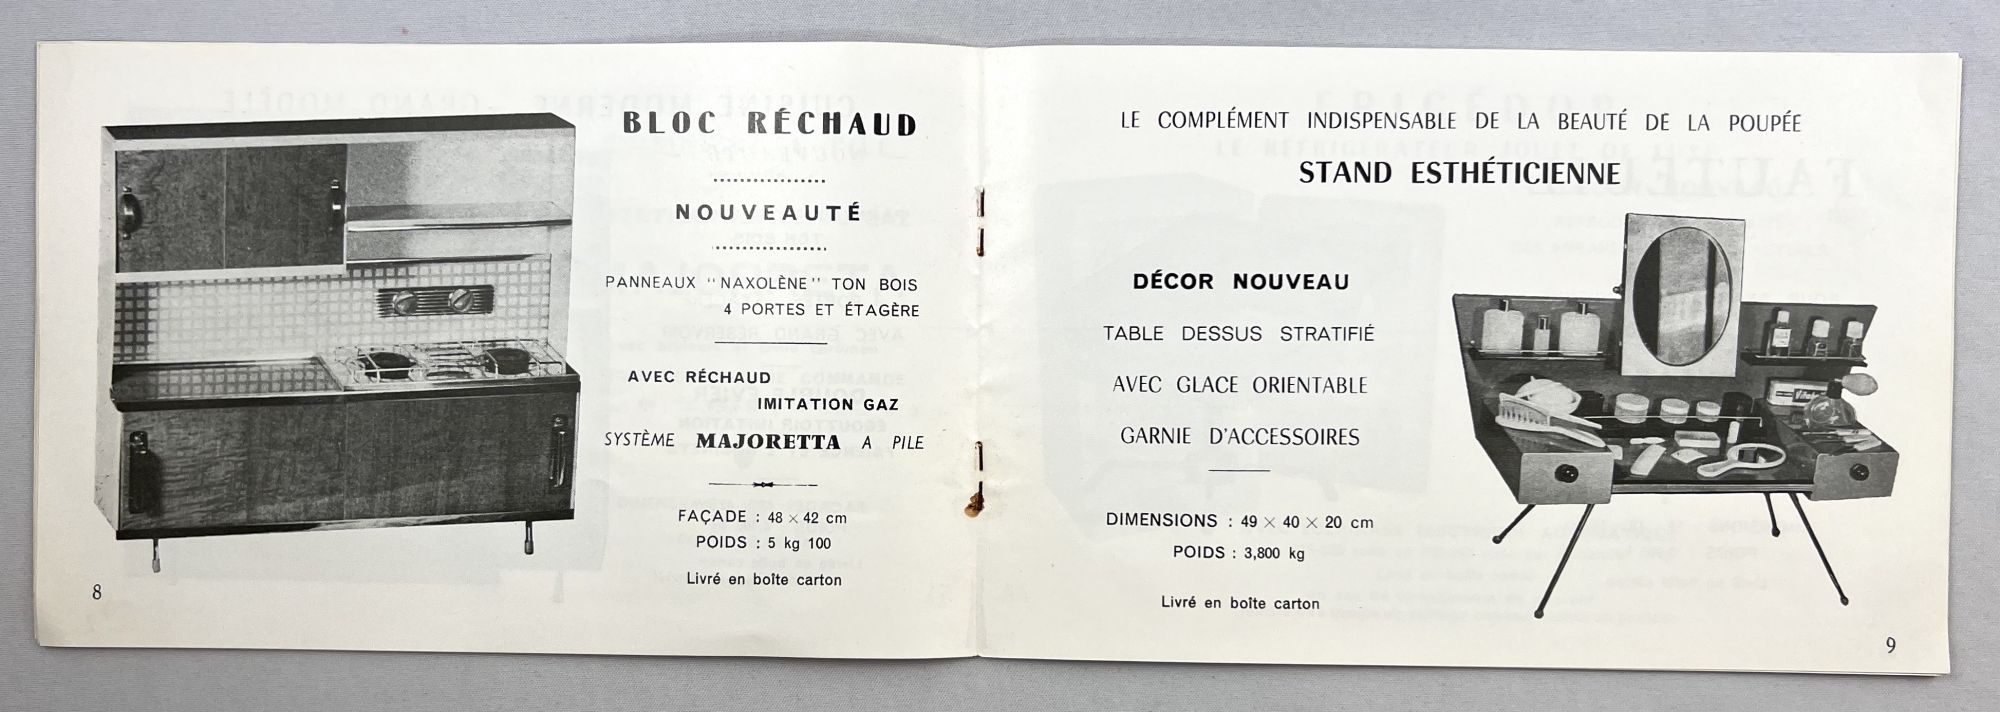 BLOC RÉCHAUD
NOUVEAUTÉ
PANNEAUX "NAXOLÈNE" TON BOIS
4 PORTES ET ÉTAGÈRE
AVEC RÉCHAUD
IMITATION GAZ
SYSTÈME MAJORETTA A PILE
FAÇADE : 48 × 42 cm
POIDS : 5 kg 100
Livré en boîte carton
8
LE COMPLÉMENT INDISPENSABLE DE LA BEAUTÉ DE LA POUPÉE
STAND ESTHÉTICIENNE
DÉCOR NOUVEAU
TABLE DESSUS STRATIFIÉ
AVEC GLACE ORIENTABLE
GARNIE D'ACCESSOIRES
DIMENSIONS : 49 × 40 × 20 cm
POIDS : 3,800 kg
Livré en boîte carton
9